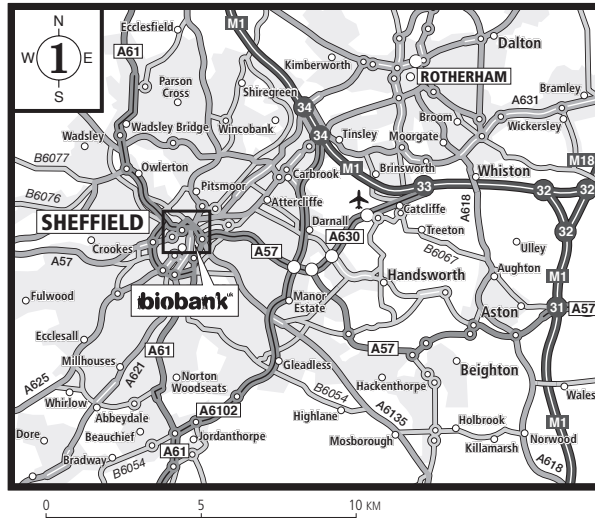 N
W 1 E
S
Ecclesfield
A61
M1
Dalton
Kimberworth
ROTHERHAM
Parson
Cross
Shiregreen
Bramley
34
Broom
A631
Wadsley
Wadsley Bridge
Wincobank
34
Tinsley
Moorgate
Wickersley
B6077
M1
M18
Owlerton
Carbrook
Brinsworth
Whiston
B6076
Pitsmoor
33
32
32
Attercliffe
SHEFFIELD
Darnall
Catcliffe
A618
Crookes
A630
Treeton
32
A57
A57
B6067
Ulley
Handsworth
Aughton
M1
Fulwood
biobank uk
Manor
Estate
Aston
31
A57
Ecclesall
A61
A57
Millhouses
Gleadless
Beighton
A621
A625
Norton
Woodseats
Hackenthorpe
Wales
Whirlow
B6054
A6102
A6135
Abbeydale
Highlane
Holbrook
M1
Dore
Beauchief
Jordanthorpe
Mosborough
Norwood
Killamarsh
Bradway
B6054
A61
A618
0 5 10 KM